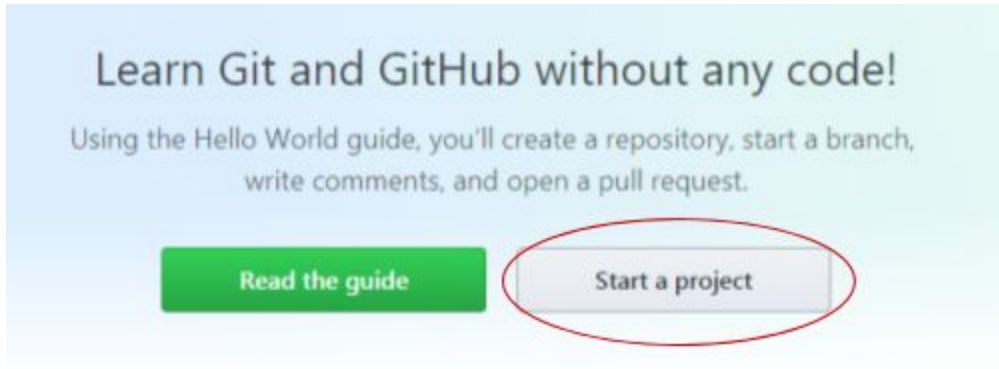 Learn Git and GitHub without any code!
Using the Hello World guide, you'll create a repository, start a branch,
write comments, and open a pull request.
Read the guide
Start a project